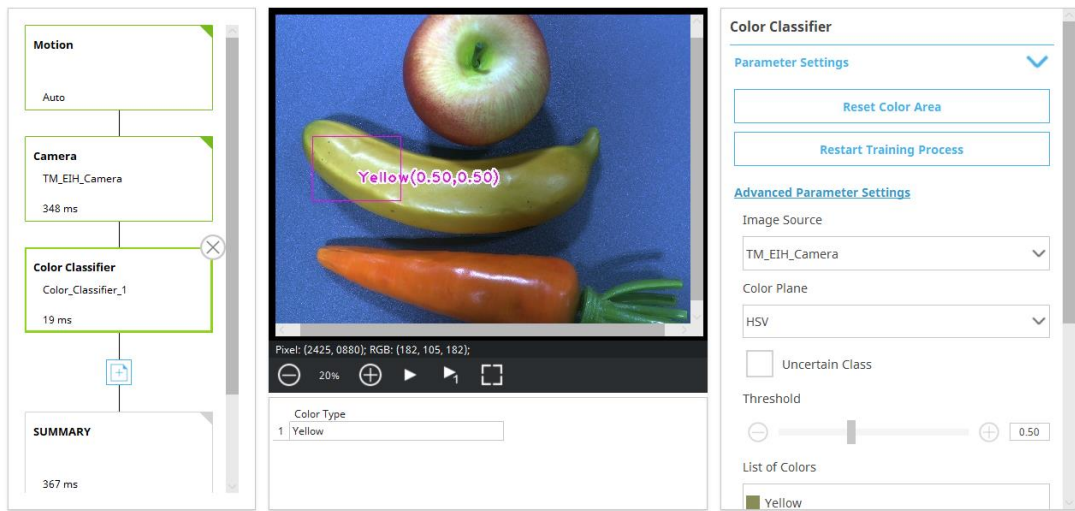 Motion
Auto
Camera
TM_EIH_Camera
348 ms
Color Classifier
Color_Classifier_1
19 ms
SUMMARY
367 ms
Yellow(0.50,0.50)
Pixel: (2425, 0880); RGB: (182, 105, 182);
20%
1
Color Type
1 Yellow
Color Classifier
Parameter Settings
Reset Color Area
Restart Training Process
Advanced Parameter Settings
Image Source
TM_EIH_Camera
Color Plane
HSV
Uncertain Class
Threshold
0.50
List of Colors
Yellow